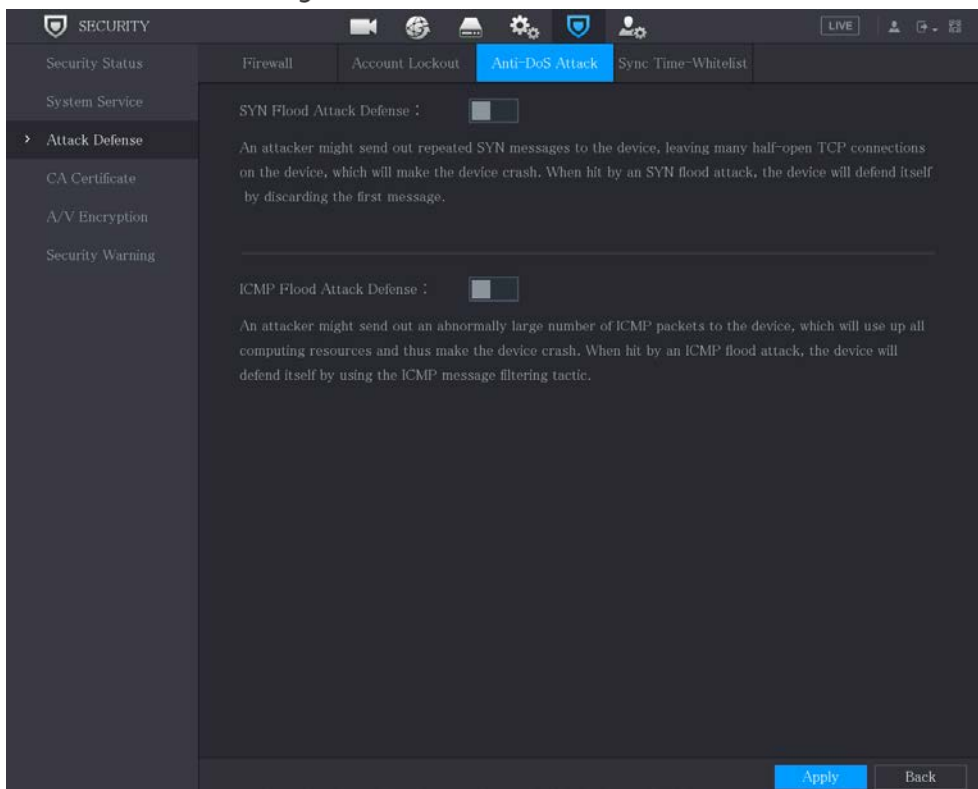 SECURITY
LIVE
Security Status
System Service
Attack Defense
CA Certificate
A/V Encryption
Security Warning
Firewall
Account Lockout
Anti-DoS Attack
Sync Time-Whitelist
SYN Flood Attack Defense :
An attacker might send out repeated SYN messages to the device, leaving many half-open TCP connections
on the device, which will make the device crash. When hit by an SYN flood attack, the device will defend itself
by discarding the first message.
ICMP Flood Attack Defense :
An attacker might send out an abnormally large number of ICMP packets to the device, which will use up all
computing resources and thus make the device crash. When hit by an ICMP flood attack, the device will
defend itself by using the ICMP message filtering tactic.
Apply
Back